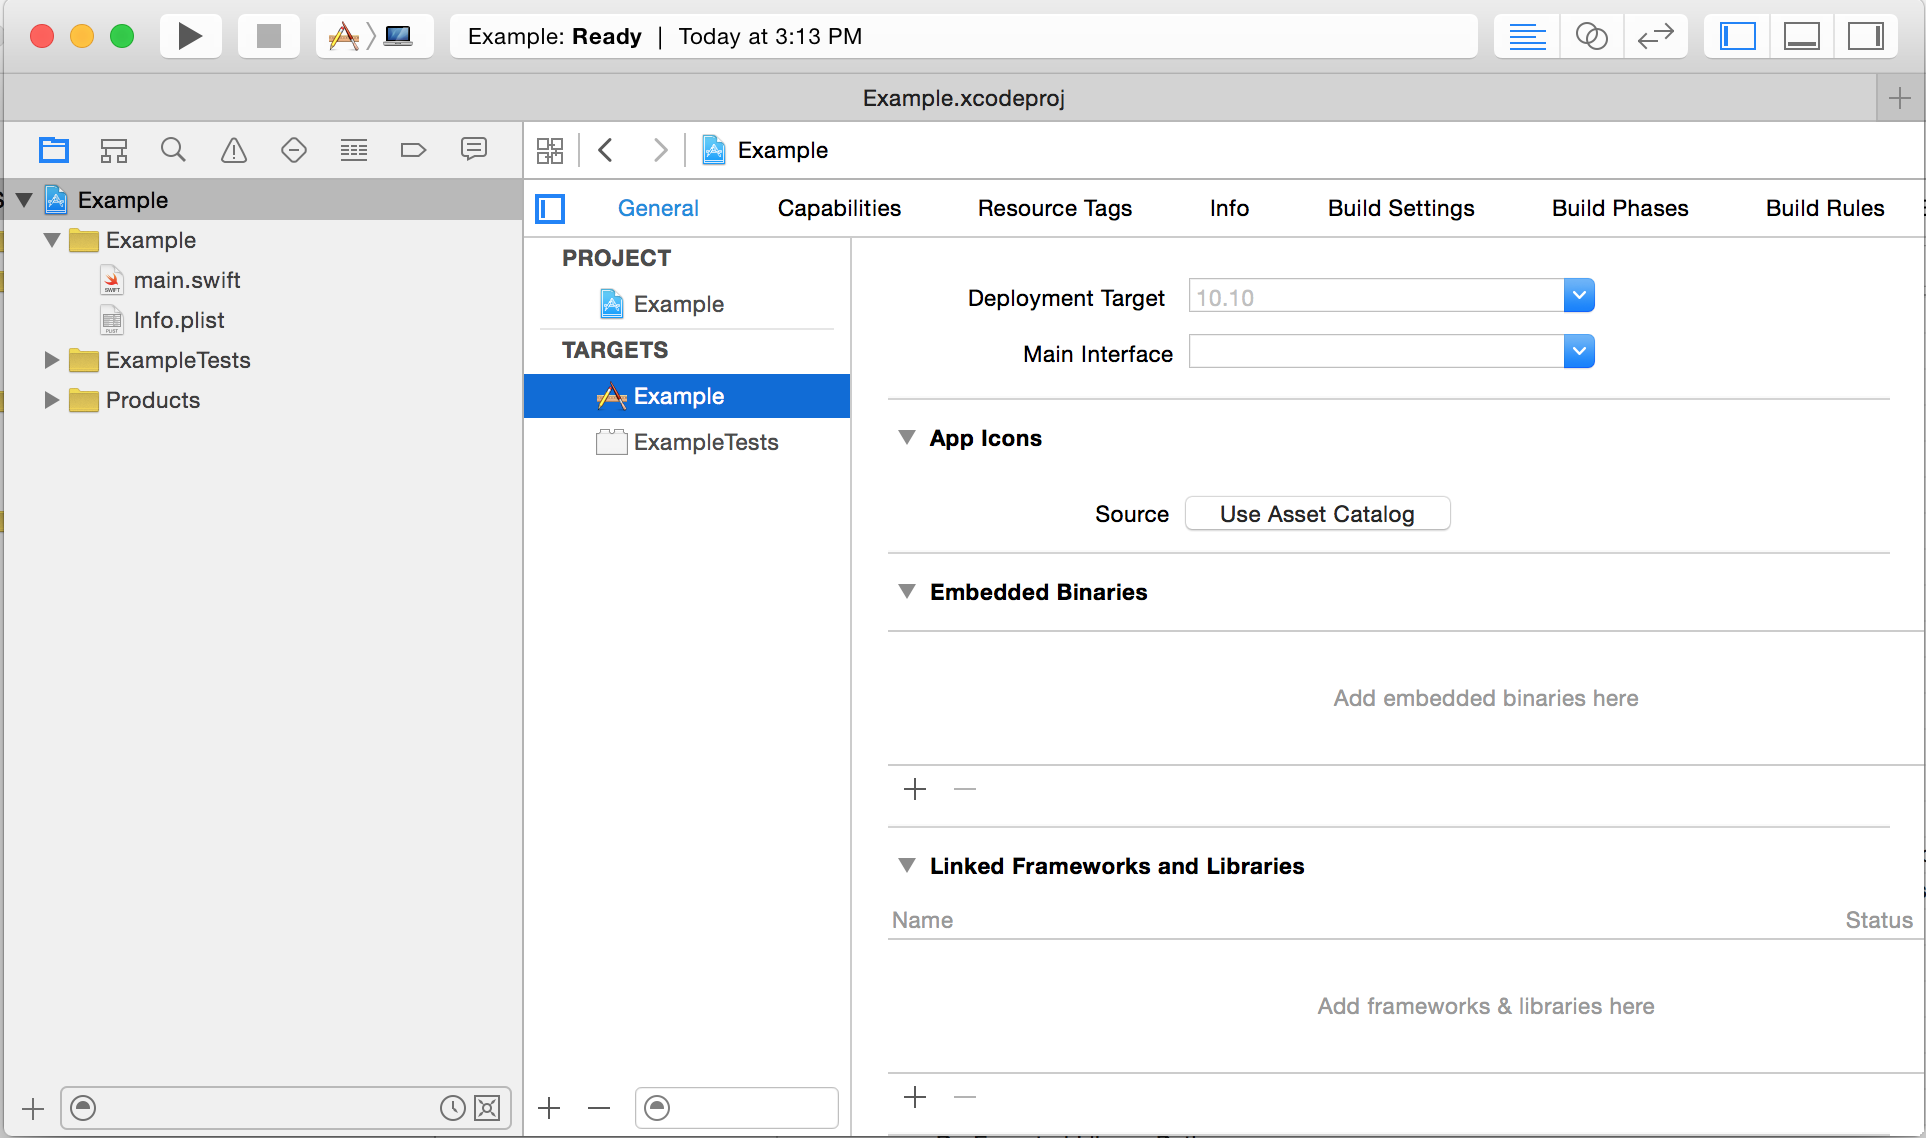 Example: Ready | Today at 3:13 PM
Example.xcodeproj
Example
Example
Example
main.swift
Info.plist
ExampleTests
Products
General Capabilities Resource Tags Info Build Settings Build Phases Build Rules
PROJECT
Example
TARGETS
Example
ExampleTests
Deployment Target 10.10
Main Interface
App Icons
Source Use Asset Catalog
Embedded Binaries
Add embedded binaries here
Linked Frameworks and Libraries
Name Status
Add frameworks & libraries here